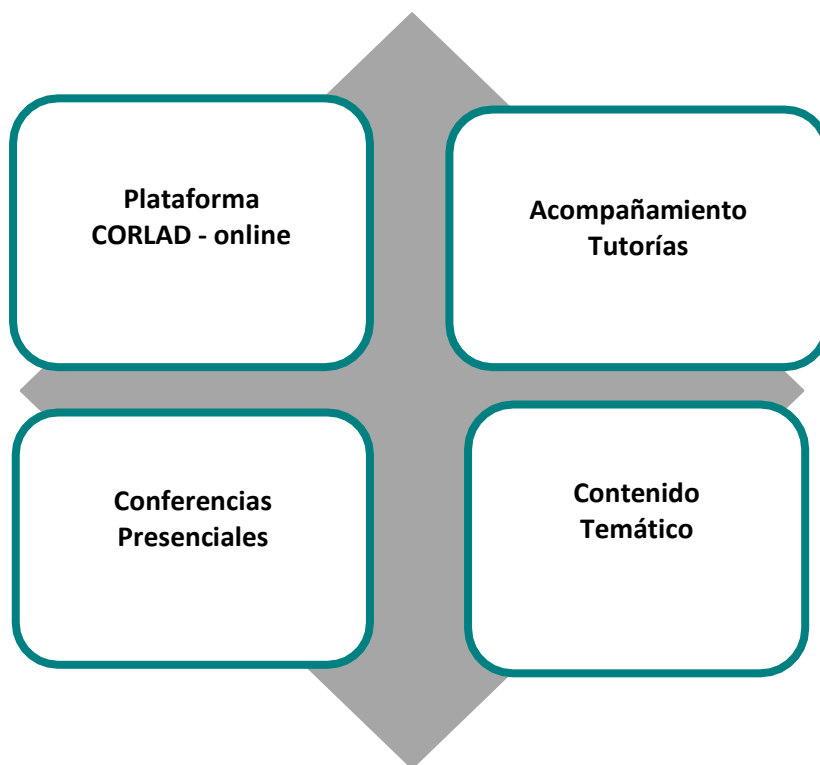 Plataforma
CORLAD - online
Acompañamiento
Tutorías
Conferencias
Presenciales
Contenido
Temático